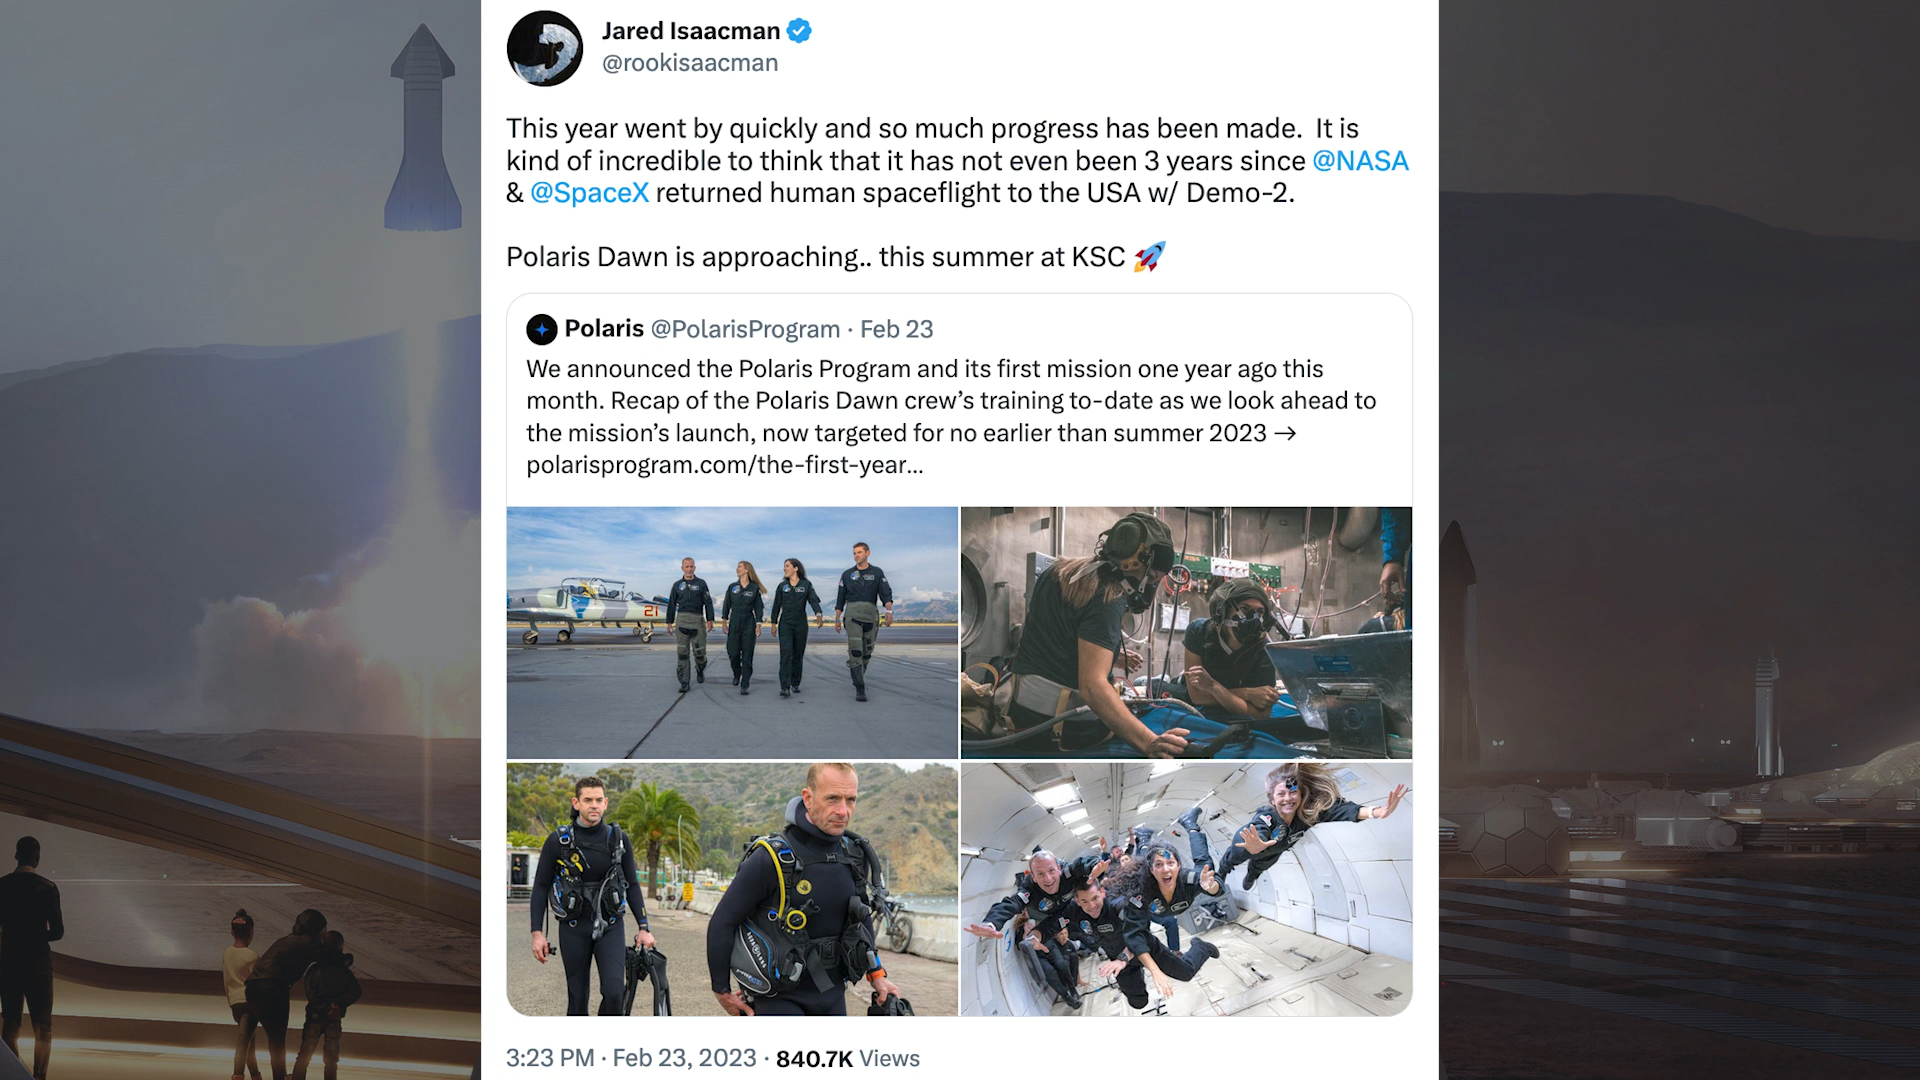 Jared Isaacman
@rookisaacman
This year went by quickly and so much progress has been made.  It is
kind of incredible to think that it has not even been 3 years since @NASA
& @SpaceX returned human spaceflight to the USA w/ Demo-2.
Polaris Dawn is approaching.. this summer at KSC 🚀
Polaris @PolarisProgram · Feb 23
We announced the Polaris Program and its first mission one year ago this
month. Recap of the Polaris Dawn crew’s training to-date as we look ahead to
the mission’s launch, now targeted for no earlier than summer 2023 →
polarisprogram.com/the-first-year...
21
3:23 PM · Feb 23, 2023 · 840.7K Views